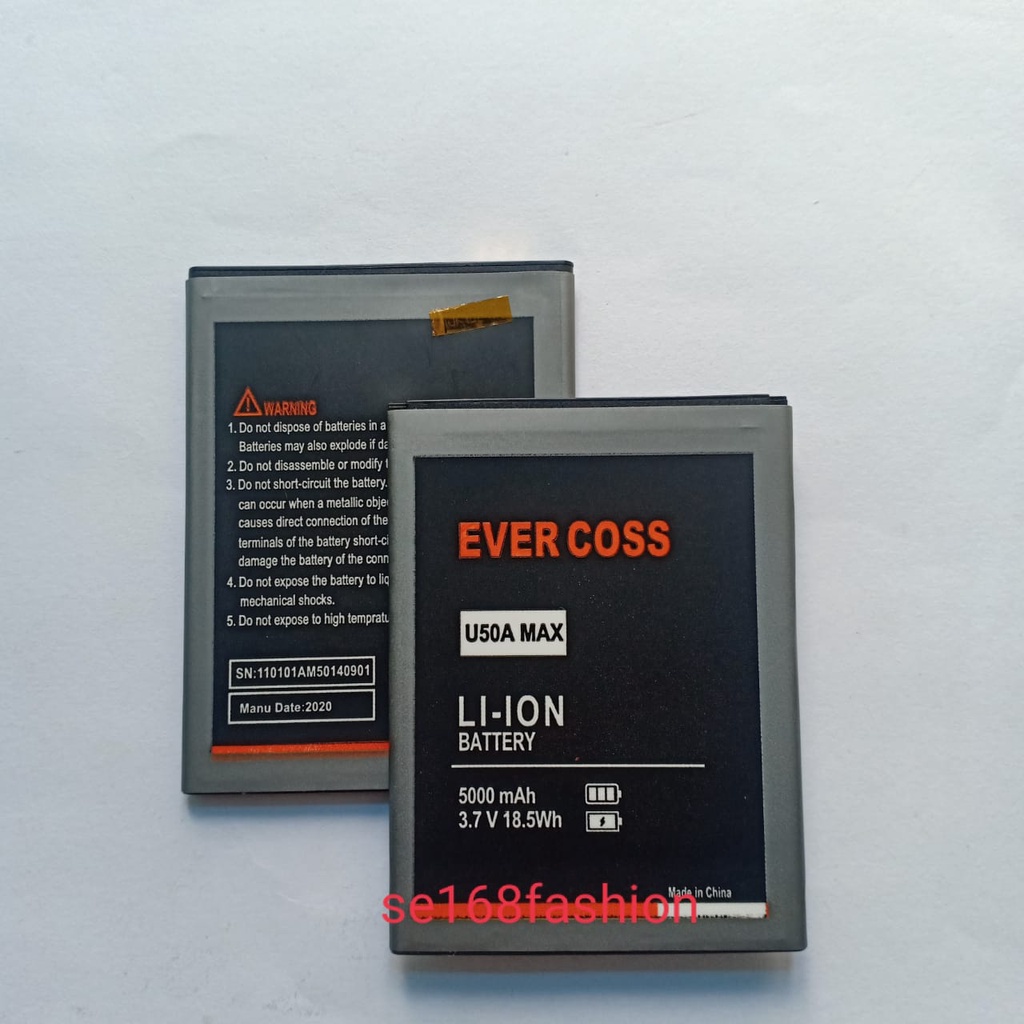 WARNING
1. Do not dispose of batteries in a
Batteries may also explode if da
2. Do not disassemble or modify
3. Do not short-circuit the battery.
can occur when a metallic obje
causes direct connection of the
terminals of the battery short-ci
damage the battery of the conn
4. Do not expose the battery to liq
mechanical shocks.
5. Do not expose to high tempratu
SN:110101AM50140901
Manu Date:2020
EVER COSS
U50A MAX
LI-ION
BATTERY
5000 mAh
3.7 V 18.5Wh
Made in China
se168fashion